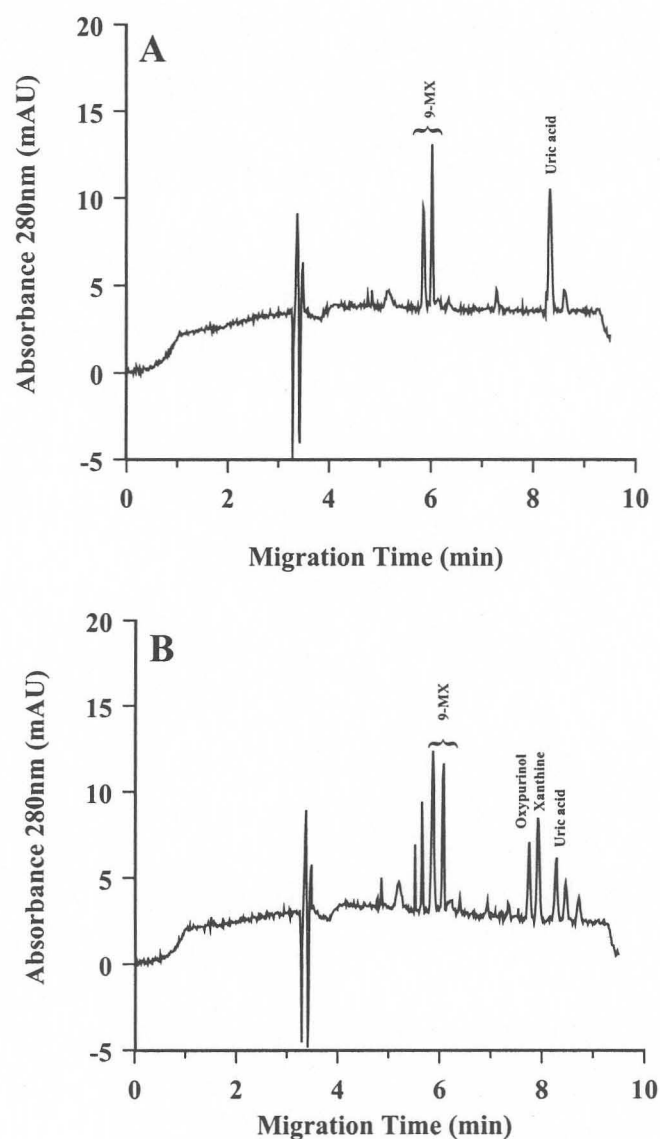 A
20
15
10
5
0
-5
Absorbance 280nm (mAU)
9-MX
Uric acid
0 2 4 6 8 10
Migration Time (min)
B
20
15
10
5
0
-5
Absorbance 280nm (mAU)
9-MX
Oxypurinol
Xanthine
Uric acid
0 2 4 6 8 10
Migration Time (min)